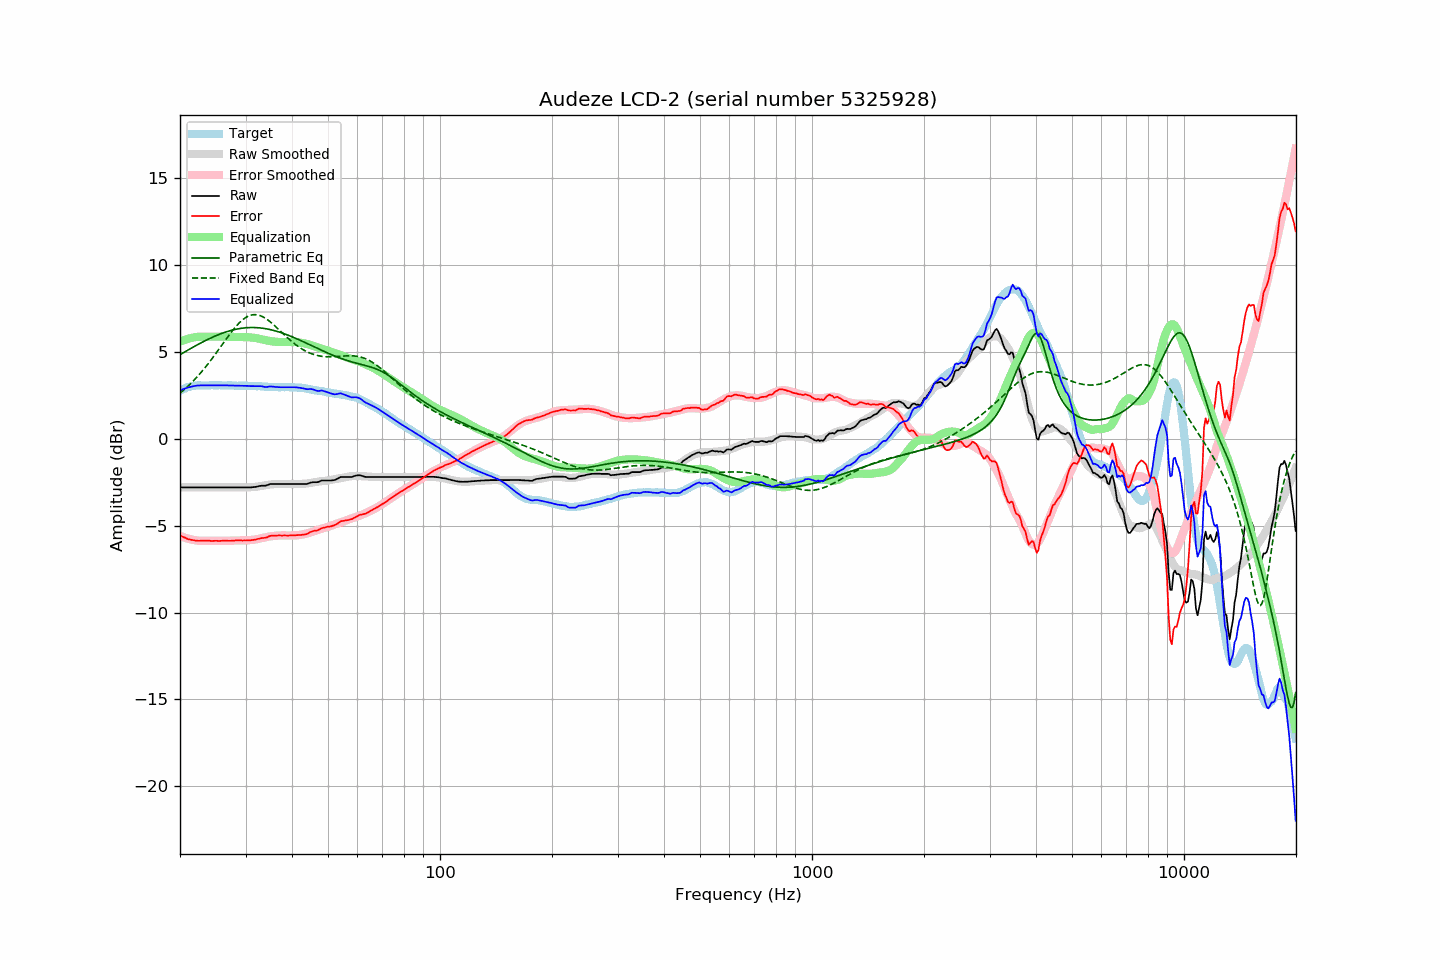 Audeze LCD-2 (serial number 5325928)
Target
Raw Smoothed
Error Smoothed
Raw
Error
Equalization
Parametric Eq
Fixed Band Eq
Equalized
15
10
5
0
−5
−10
−15
−20
Amplitude (dBr)
100
1000
10000
Frequency (Hz)